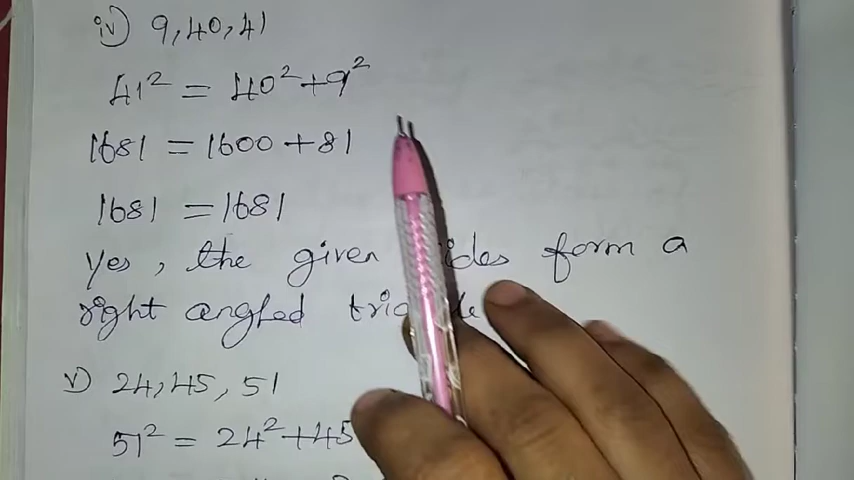 iv) 9, 40, 41
41² = 40² + 9²
1681 = 1600 + 81
1681 = 1681
Yes, the given form a
right angled
v) 24, 45, 51
51² = 24² + 45